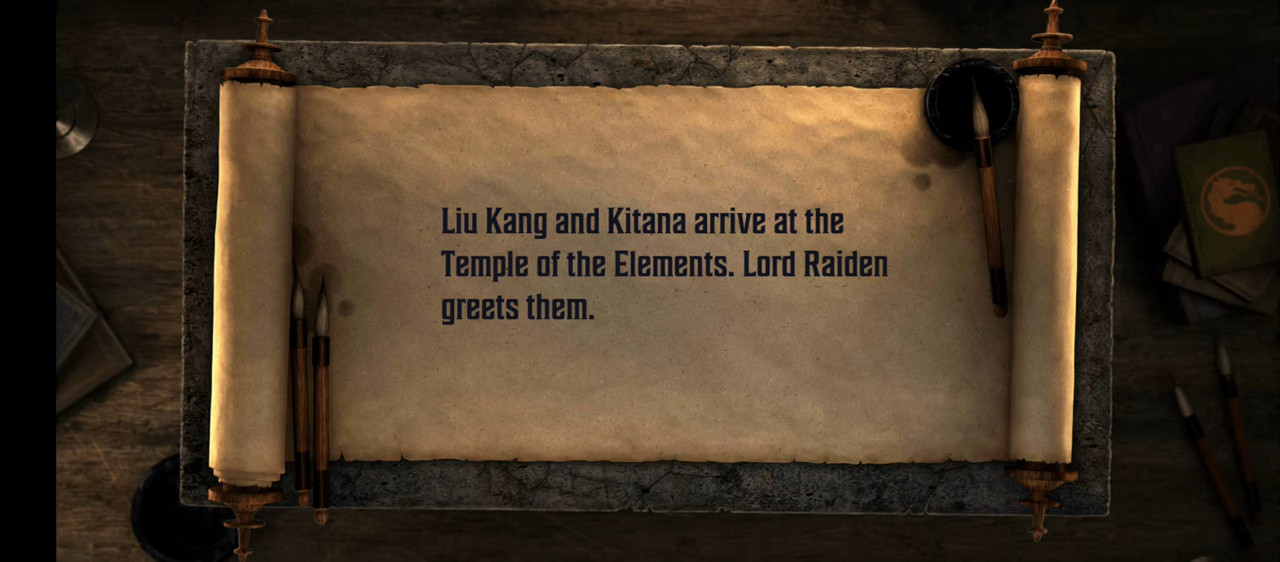 Liu Kang and Kitana arrive at the
Temple of the Elements. Lord Raiden
greets them.